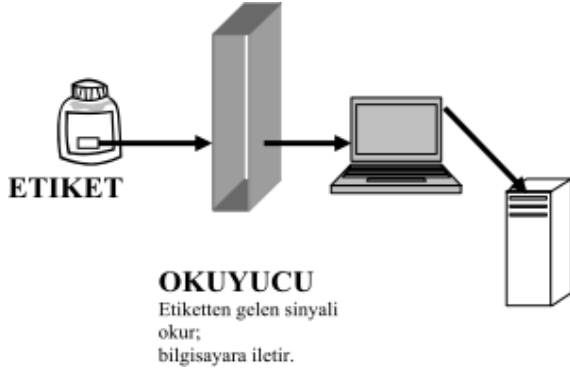 ETIKET
OKUYUCU
Etiketten gelen sinyali
okur;
bilgisayara iletir.